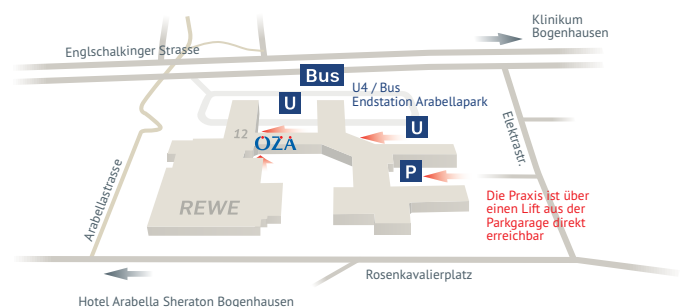 Klinikum
Bogenhausen
Englschalkinger Strasse
Bus
U4 / Bus
Endstation Arabellapark
U
U
12
OZA
Elektrastr.
P
Arabellastrasse
REWE
Die Praxis ist über
einen Lift aus der
Parkgarage direkt
erreichbar
Rosenkavalierplatz
Hotel Arabella Sheraton Bogenhausen